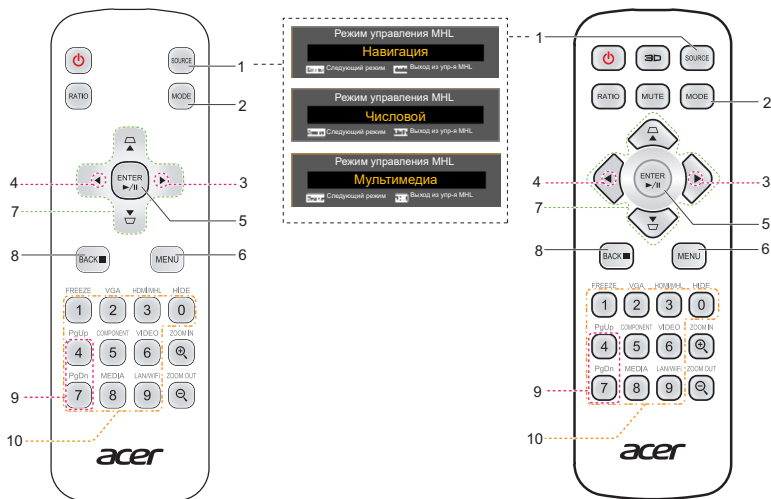 SOURCE
RATIO
MODE
ENTER
BACK
MENU
FREEZE VGA HDMI/MHL HIDE
1 2 3 0
PgUp COMPONENT VIDEO ZOOM IN
4 5 6
PgDn MEDIA LAN/WiFi ZOOM OUT
7 8 9
acer
1
2
3
4
5
6
7
8
9
10
Режим управления MHL
Навигация
Следующий режим Выход из упр-я MHL
Режим управления MHL
Числовой
Следующий режим Выход из упр-я MHL
Режим управления MHL
Мультимедиа
Следующий режим Выход из упр-я MHL
3D SOURCE
RATIO MUTE MODE
ENTER
BACK
MENU
FREEZE VGA HDMI/MHL HIDE
1 2 3 0
PgUp COMPONENT VIDEO ZOOM IN
4 5 6
PgDn MEDIA LAN/WiFi ZOOM OUT
7 8 9
acer
1
2
3
4
5
6
7
8
9
10